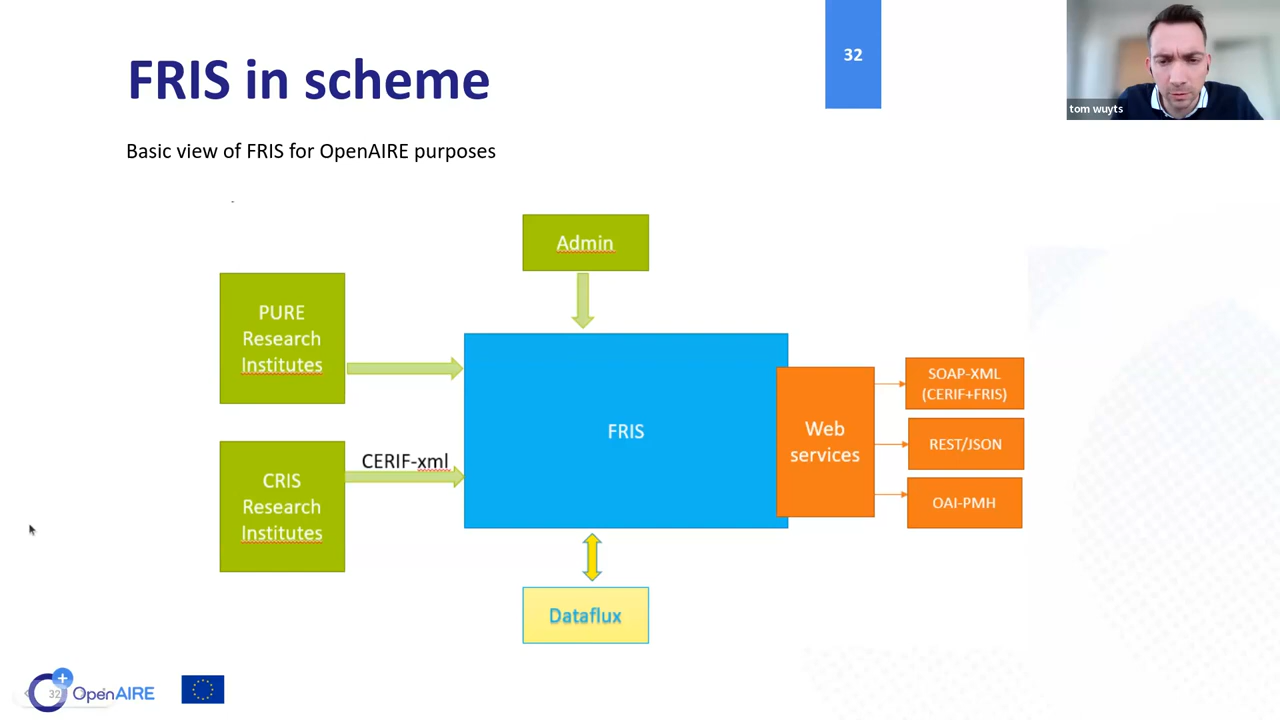 FRIS in scheme
32
tom wuyts
Basic view of FRIS for OpenAIRE purposes
Admin
PURE
Research
Institutes
CERIF-xml
CRIS
Research
Institutes
FRIS
Web
services
SOAP-XML
(CERIF+FRIS)
REST/JSON
OAI-PMH
Dataflux
32
OpenAIRE